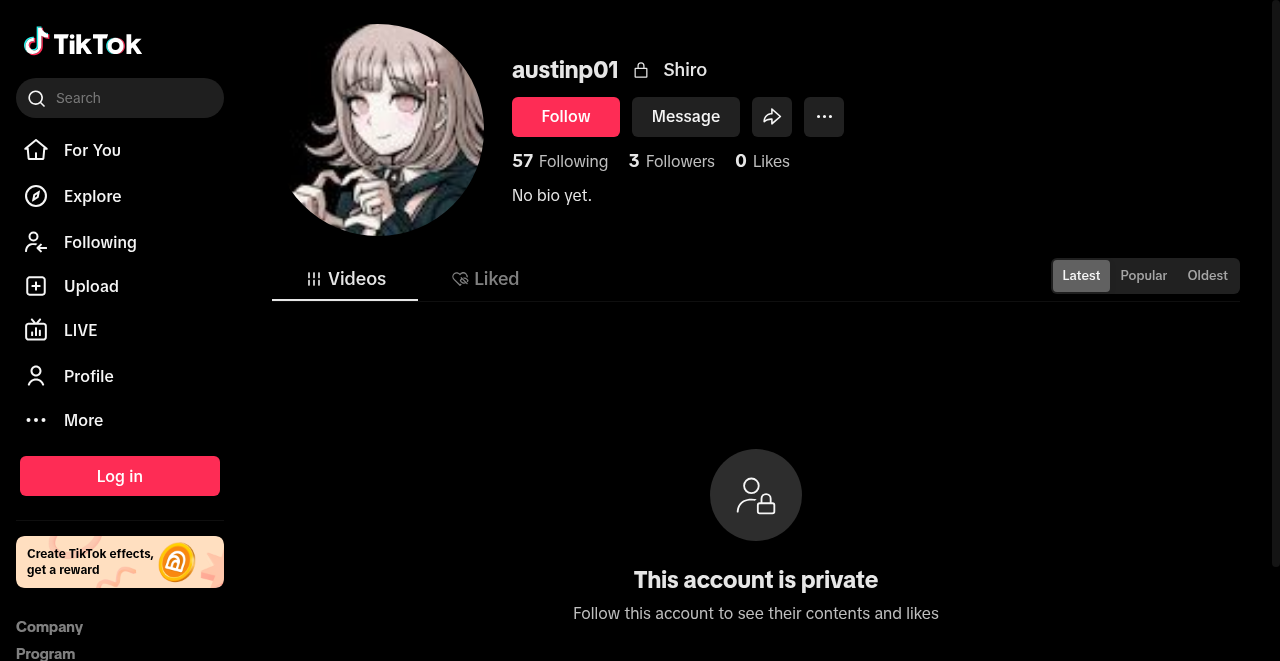 TikTok
Search
For You
Explore
Following
Upload
LIVE
Profile
More
Log in
Create TikTok effects,
get a reward
Company
Program
austinp01 Shiro
Follow Message
57 Following 3 Followers 0 Likes
No bio yet.
Videos Liked
Latest Popular Oldest
This account is private
Follow this account to see their contents and likes